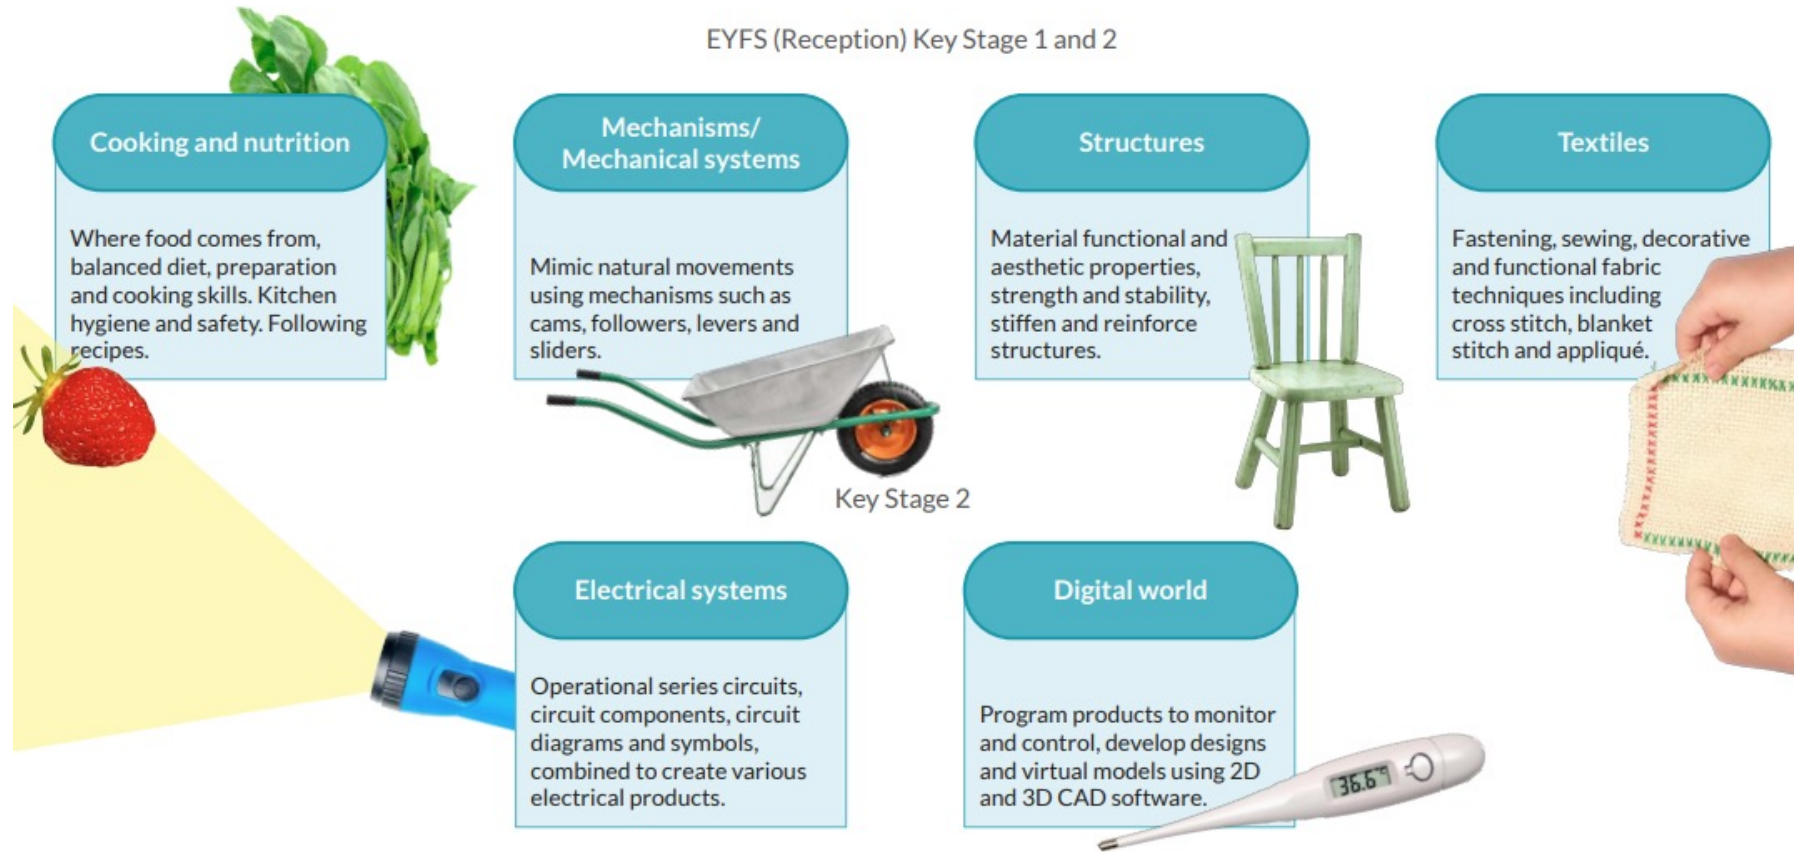 EYFS (Reception) Key Stage 1 and 2
Cooking and nutrition
Where food comes from,
balanced diet, preparation
and cooking skills. Kitchen
hygiene and safety. Following
recipes.
Mechanisms/
Mechanical systems
Mimic natural movements
using mechanisms such as
cams, followers, levers and
sliders.
Structures
Material functional and
aesthetic properties,
strength and stability,
stiffen and reinforce
structures.
Textiles
Fastening, sewing, decorative
and functional fabric
techniques including
cross stitch, blanket
stitch and appliqué.
Key Stage 2
Electrical systems
Operational series circuits,
circuit components, circuit
diagrams and symbols,
combined to create various
electrical products.
Digital world
Program products to monitor
and control, develop designs
and virtual models using 2D
and 3D CAD software.
36.6°C